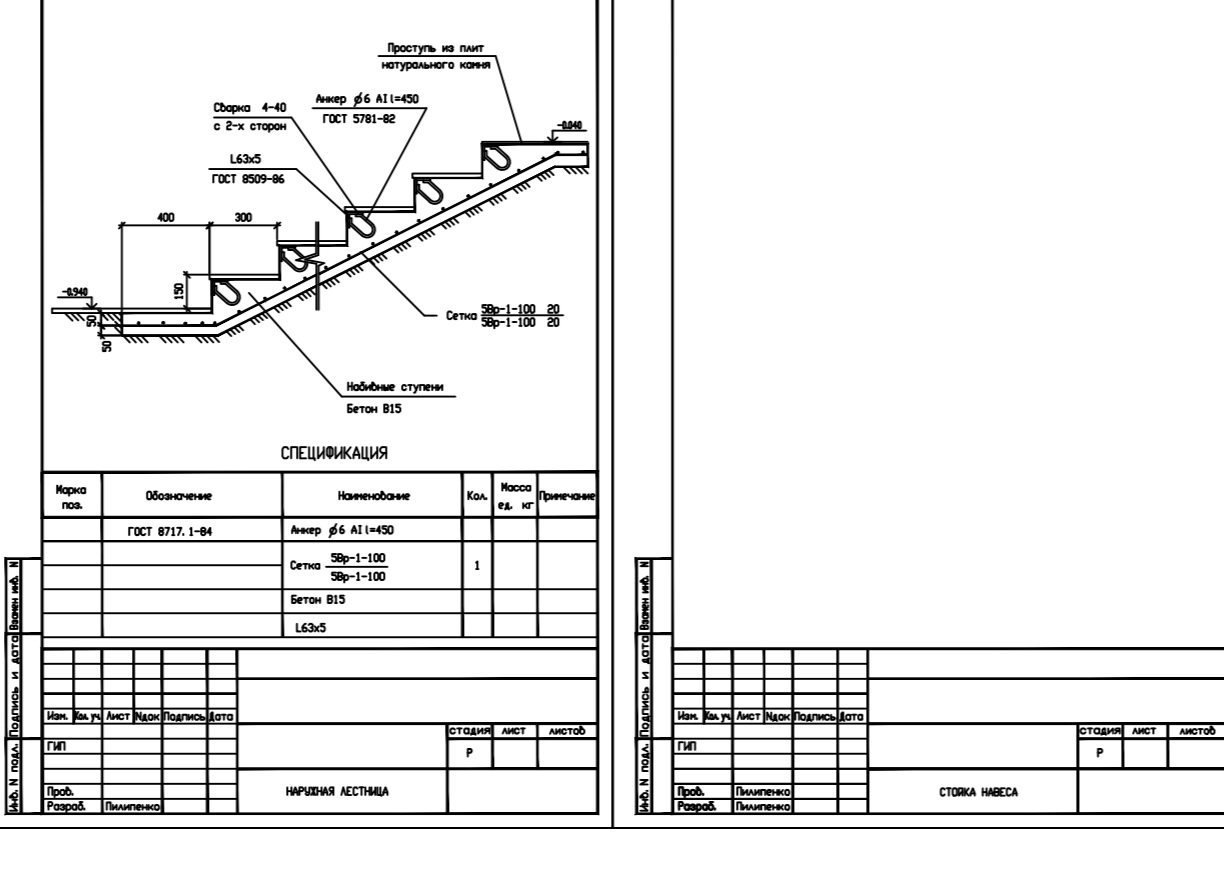 Проступь из плит
натурального камня
Сварка 4-40
с 2-х сторон
Анкер ⌀6 AI l=450
ГОСТ 5781-82
-0.040
L63x5
ГОСТ 8509-86
400
300
150
-0.940
50
50
Сетка 5Вр-1-100 20
5Вр-1-100 20
Набивные ступени
Бетон В15
СПЕЦИФИКАЦИЯ
Марка поз.
Обозначение
Наименование
Кол.
Масса ед. кг
Примечание
ГОСТ 8717.1-84
Анкер ⌀6 AI l=450
Сетка 5Вр-1-100
5Вр-1-100
1
Бетон В15
L63x5
Взамен инв. N
Подпись и дата
Инв. N подл.
Изм. Кол. уч Лист Nдок Подпись Дата
стадия лист листов
ГИП
Р
Пров.
НАРУЖНАЯ ЛЕСТНИЦА
Разраб. Пилипенко
Взамен инв. N
Подпись и дата
Инв. N подл.
Изм. Кол. уч Лист Nдок Подпись Дата
стадия лист листов
ГИП
Р
Пров. Пилипенко
СТОЙКА НАВЕСА
Разраб. Пилипенко